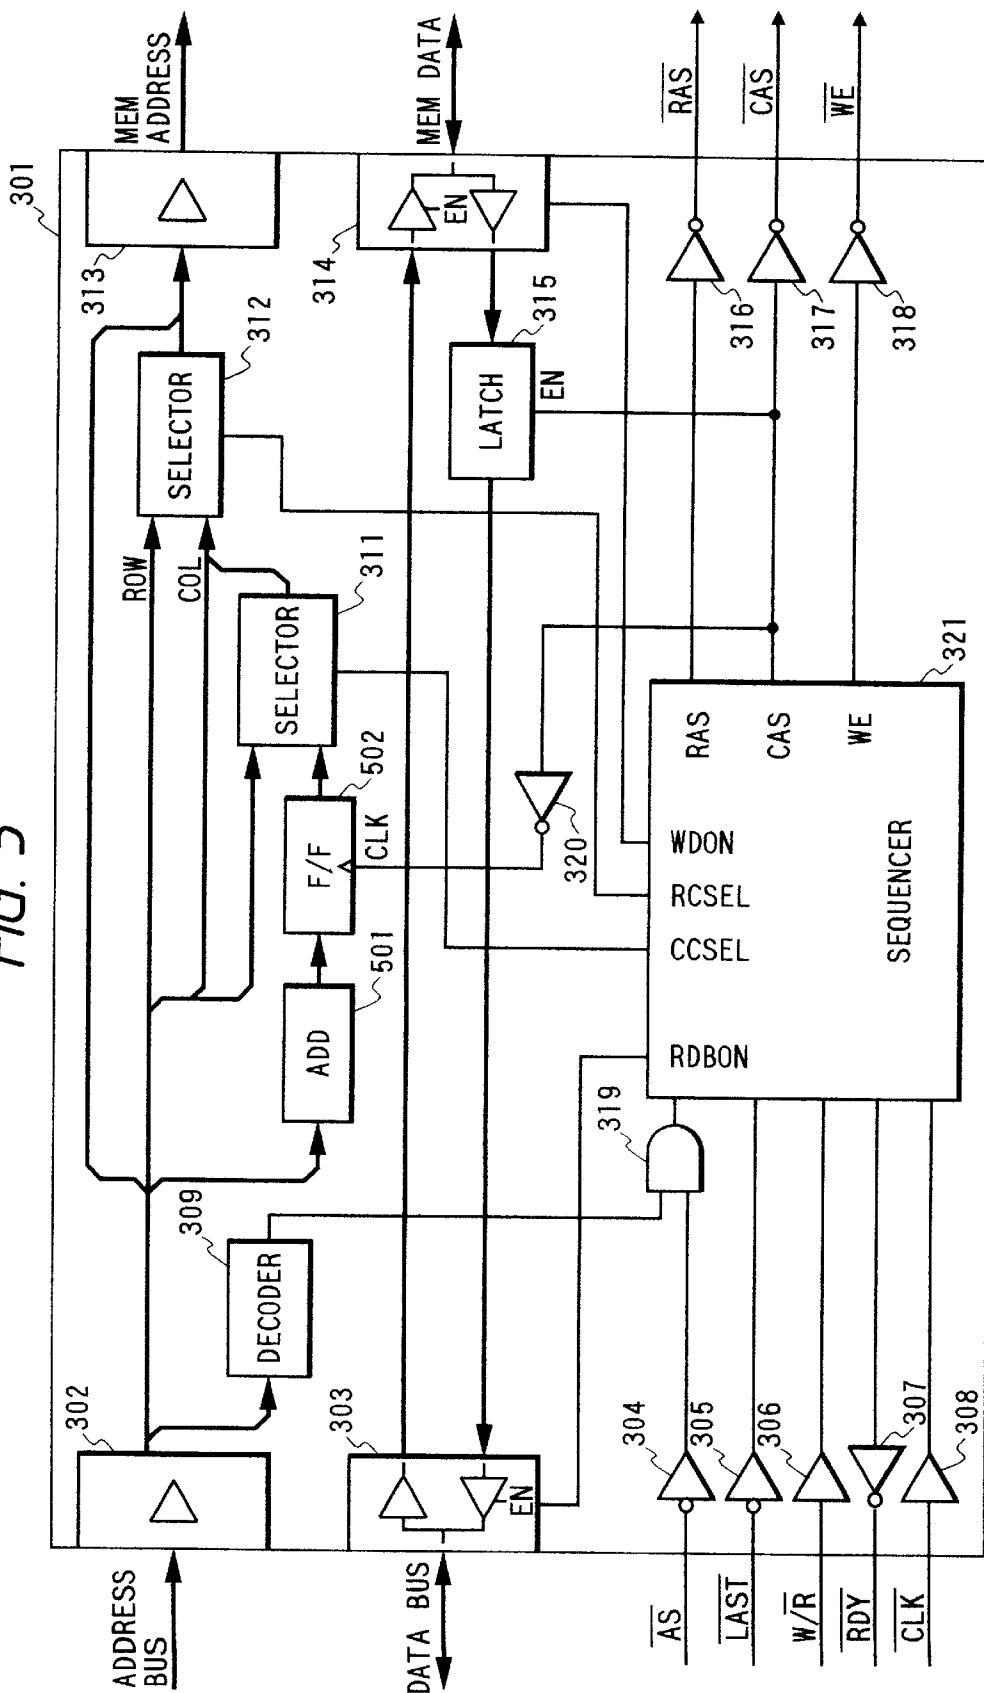 FIG. 5
301
ADDRESS
BUS
302
309
DECODER
ADD
501
F/F
CLK
502
ROW
COL
SELECTOR
311
SELECTOR
312
313
MEM
ADDRESS
DATA BUS
303
EN
314
EN
MEM DATA
LATCH
EN
315
320
319
AS
304
LAST
305
W/R
306
RDY
307
CLK
308
RDBON
CCSEL
RCSEL
WDON
RAS
CAS
WE
SEQUENCER
321
316
RAS
317
CAS
318
WE